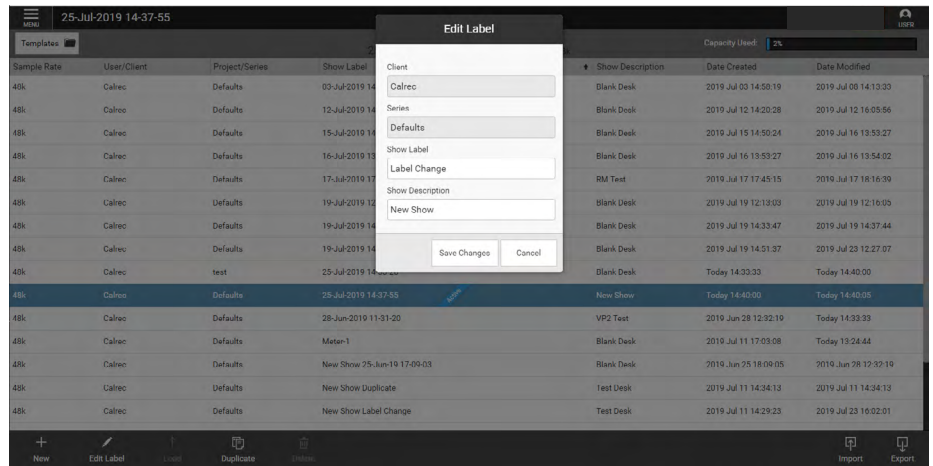 MENU 25-Jul-2019 14-37-55 USER
Templates Capacity Used: 2%
Edit Label
Client
Calrec
Series
Defaults
Show Label
Label Change
Show Description
New Show
Save Changes Cancel
Sample Rate User/Client Project/Series Show Label Show Description Date Created Date Modified
48k Calrec Defaults 03-Jul-2019 14 Blank Desk 2019 Jul 03 14:58:19 2019 Jul 08 14:13:33
48k Calrec Defaults 12-Jul-2019 14 Blank Desk 2019 Jul 12 14:20:28 2019 Jul 12 16:05:56
48k Calrec Defaults 15-Jul-2019 14 Blank Desk 2019 Jul 15 14:50:24 2019 Jul 16 13:53:27
48k Calrec Defaults 16-Jul-2019 13 Blank Desk 2019 Jul 16 13:53:27 2019 Jul 16 13:54:02
48k Calrec Defaults 17-Jul-2019 17 RM Test 2019 Jul 17 17:45:15 2019 Jul 17 18:16:39
48k Calrec Defaults 19-Jul-2019 12 Blank Desk 2019 Jul 19 12:13:03 2019 Jul 19 12:16:05
48k Calrec Defaults 19-Jul-2019 14 Blank Desk 2019 Jul 19 14:33:47 2019 Jul 19 14:37:44
48k Calrec Defaults 19-Jul-2019 14 Blank Desk 2019 Jul 19 14:51:37 2019 Jul 23 12:27:07
48k Calrec test 25-Jul-2019 Blank Desk Today 14:33:33 Today 14:40:00
48k Calrec Defaults 25-Jul-2019 14-37-55 Active New Show Today 14:40:00 Today 14:40:05
48k Calrec Defaults 28-Jun-2019 11-31-20 VP2 Test 2019 Jun 28 12:32:19 Today 14:33:33
48k Calrec Defaults Meter-1 Blank Desk 2019 Jul 11 17:03:08 Today 13:24:44
48k Calrec Defaults New Show 25-Jun-19 17-09-03 Blank Desk 2019 Jun 25 18:09:05 2019 Jun 28 12:32:19
48k Calrec Defaults New Show Duplicate Test Desk 2019 Jul 11 14:34:13 2019 Jul 11 14:34:13
48k Calrec Defaults New Show Label Change Test Desk 2019 Jul 11 14:29:23 2019 Jul 23 16:02:01
New Edit Label Load Duplicate Delete Import Export